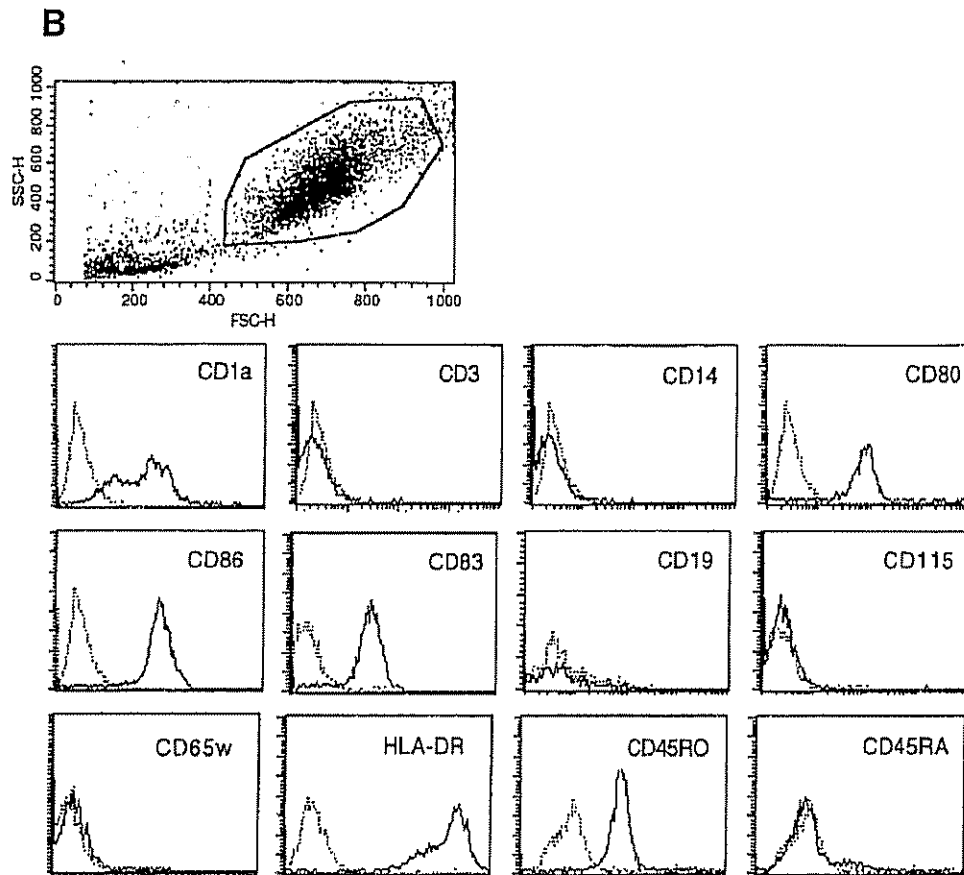 B
1000
800
600
400
200
0
SSC-H
0 200 400 600 800 1000
FSC-H
CD1a CD3 CD14 CD80
CD86 CD83 CD19 CD115
CD65w HLA-DR CD45RO CD45RA